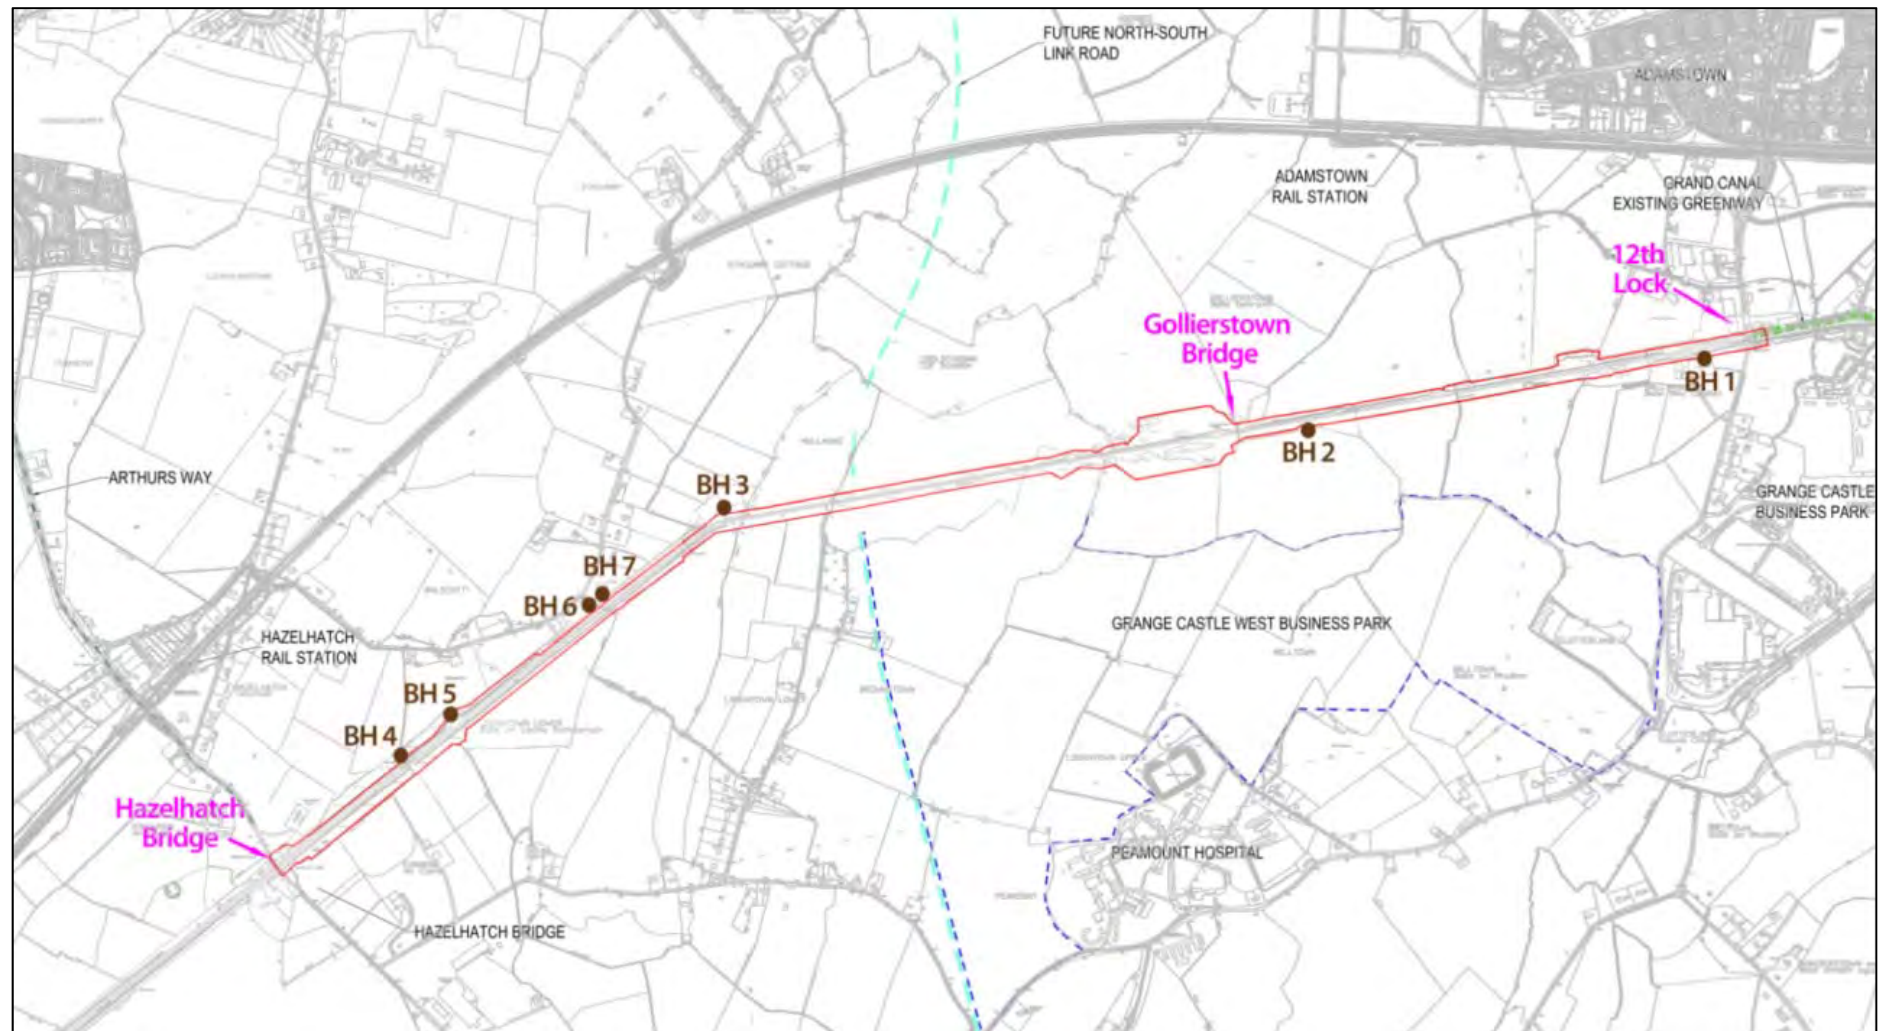 FUTURE NORTH-SOUTH
LINK ROAD
ADAMSTOWN
ADAMSTOWN
RAIL STATION
GRAND CANAL
EXISTING GREENWAY
12th
Lock
Gollierstown
Bridge
BH 1
BH 2
ARTHURS WAY
BH 3
GRANGE CASTLE
BUSINESS PARK
BH 7
BH 6
GRANGE CASTLE WEST BUSINESS PARK
HAZELHATCH
RAIL STATION
BH 5
BH 4
Hazelhatch
Bridge
PEAMOUNT HOSPITAL
HAZELHATCH BRIDGE